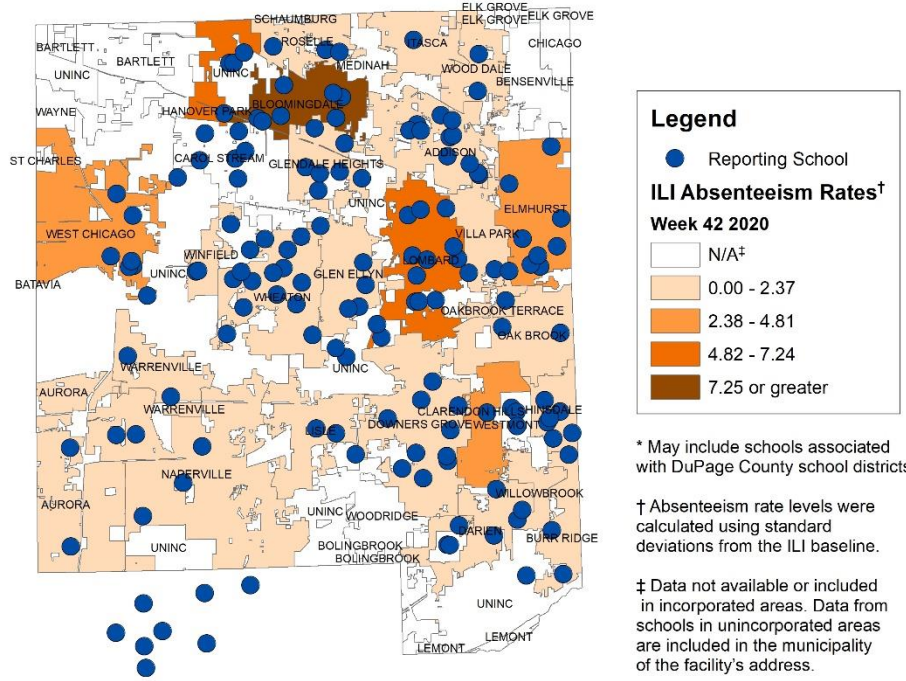 ELK GROVE
SCHAUMBURG
ELK GROVE
ELK GROVE
BARTLETT
ROSELLE
ITASCA
CHICAGO
BARTLETT
MEDINAH
WOOD DALE
UNINC
UNINC
BENSENVILLE
WAYNE
HANOVER PARK
BLOOMINGDALE
ST CHARLES
CAROL STREAM
GLENDALE HEIGHTS
ADDISON
UNINC
ELMHURST
WEST CHICAGO
VILLA PARK
WINFIELD
LOMBARD
UNINC
GLEN ELLYN
BATAVIA
WHEATON
OAKBROOK TERRACE
OAK BROOK
WARRENVILLE
UNINC
AURORA
WARRENVILLE
CLARENDON HILLS
HINSDALE
LISLE
DOWNERS GROVE
WESTMONT
NAPERVILLE
WILLOWBROOK
AURORA
UNINC
WOODRIDGE
DARIEN
BURR RIDGE
UNINC
BOLINGBROOK
BOLINGBROOK
UNINC
LEMONT
LEMONT
Legend
Reporting School
ILI Absenteeism Rates†
Week 42 2020
N/A‡
0.00 - 2.37
2.38 - 4.81
4.82 - 7.24
7.25 or greater
* May include schools associated
with DuPage County school districts
† Absenteeism rate levels were
calculated using standard
deviations from the ILI baseline.
‡ Data not available or included
in incorporated areas. Data from
schools in unincorporated areas
are included in the municipality
of the facility's address.